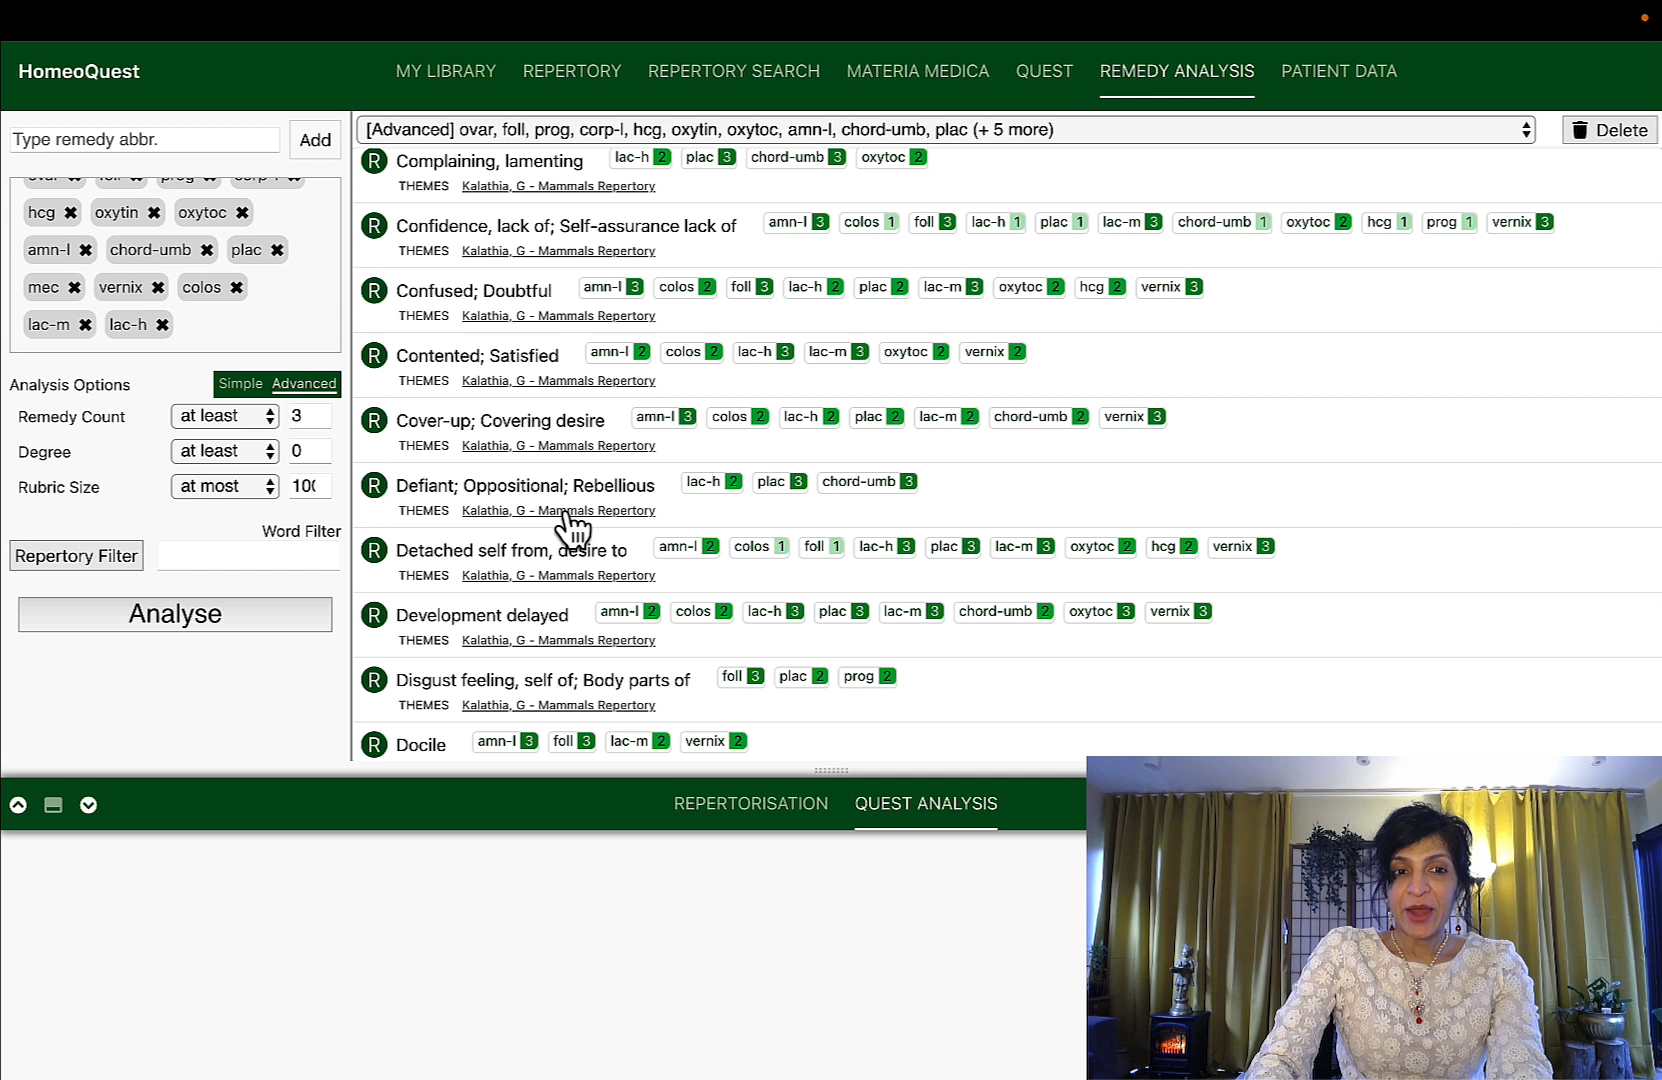 HomeoQuest
MY LIBRARY REPERTORY REPERTORY SEARCH MATERIA MEDICA QUEST REMEDY ANALYSIS PATIENT DATA
Type remedy abbr. Add
hcg ✖ oxytin ✖ oxytoc ✖
amn-l ✖ chord-umb ✖ plac ✖
mec ✖ vernix ✖ colos ✖
lac-m ✖ lac-h ✖
Analysis Options Simple Advanced
Remedy Count at least 3
Degree at least 0
Rubric Size at most
Word Filter
Repertory Filter
Analyse
[Advanced] ovar, foll, prog, corp-l, hcg, oxytin, oxytoc, amn-l, chord-umb, plac (+ 5 more) Delete
R Complaining, lamenting lac-h 2 plac 3 chord-umb 3 oxytoc 2
THEMES Kalathia, G - Mammals Repertory
R Confidence, lack of; Self-assurance lack of amn-l 3 colos 1 foll 3 lac-h 1 plac 1 lac-m 3 chord-umb 1 oxytoc 2 hcg 1 prog 1 vernix 3
THEMES Kalathia, G - Mammals Repertory
R Confused; Doubtful amn-l 3 colos 2 foll 3 lac-h 2 plac 2 lac-m 3 oxytoc 2 hcg 2 vernix 3
THEMES Kalathia, G - Mammals Repertory
R Contented; Satisfied amn-l 2 colos 2 lac-h 3 lac-m 3 oxytoc 2 vernix 2
THEMES Kalathia, G - Mammals Repertory
R Cover-up; Covering desire amn-l 3 colos 2 lac-h 2 plac 2 lac-m 2 chord-umb 2 vernix 3
THEMES Kalathia, G - Mammals Repertory
R Defiant; Oppositional; Rebellious lac-h 2 plac 3 chord-umb 3
THEMES Kalathia, G - Mammals Repertory
R Detached self from, desire to amn-l 2 colos 1 foll 1 lac-h 3 plac 3 lac-m 3 oxytoc 2 hcg 2 vernix 3
THEMES Kalathia, G - Mammals Repertory
R Development delayed amn-l 2 colos 2 lac-h 3 plac 3 lac-m 3 chord-umb 2 oxytoc 3 vernix 3
THEMES Kalathia, G - Mammals Repertory
R Disgust feeling, self of; Body parts of foll 3 plac 2 prog 2
THEMES Kalathia, G - Mammals Repertory
R Docile amn-l 3 foll 3 lac-m 2 vernix 2
REPERTORISATION QUEST ANALYSIS